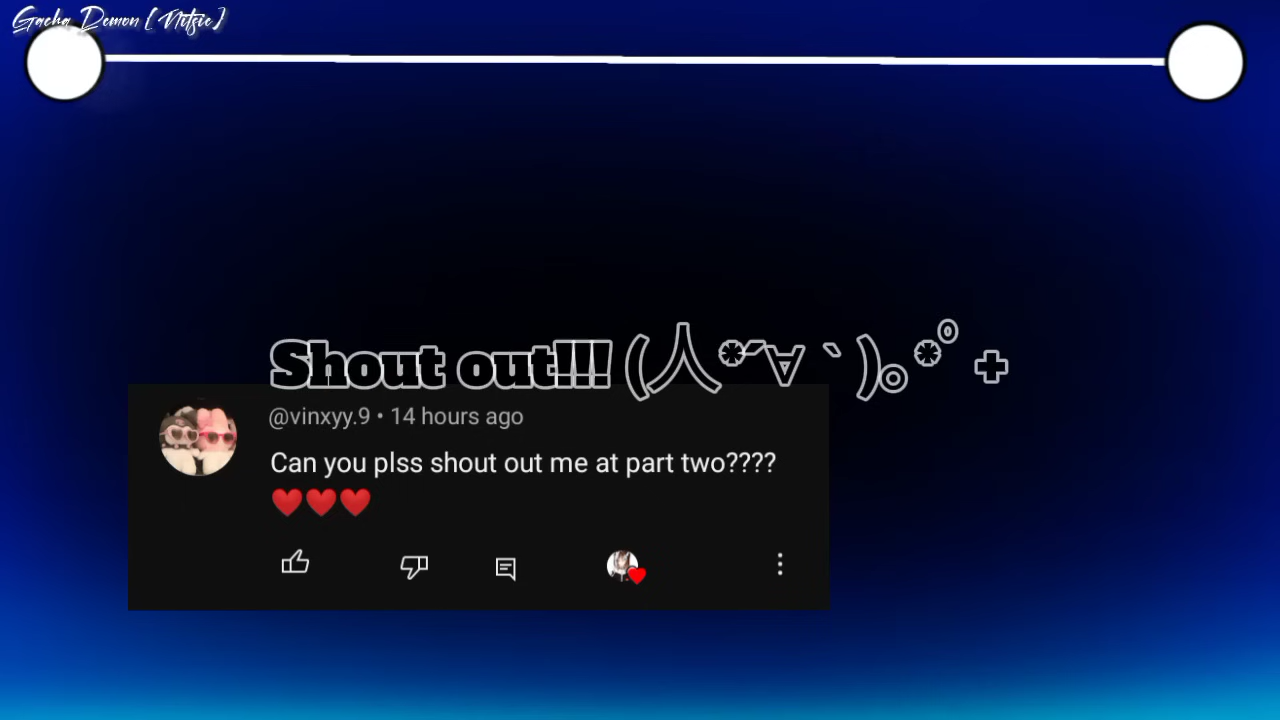 Gacha Demon [Nitsie]
Shout out!!! (人*´∀｀)｡*ﾟ+
@vinxyy.9 • 14 hours ago
Can you plss shout out me at part two????
❤️❤️❤️